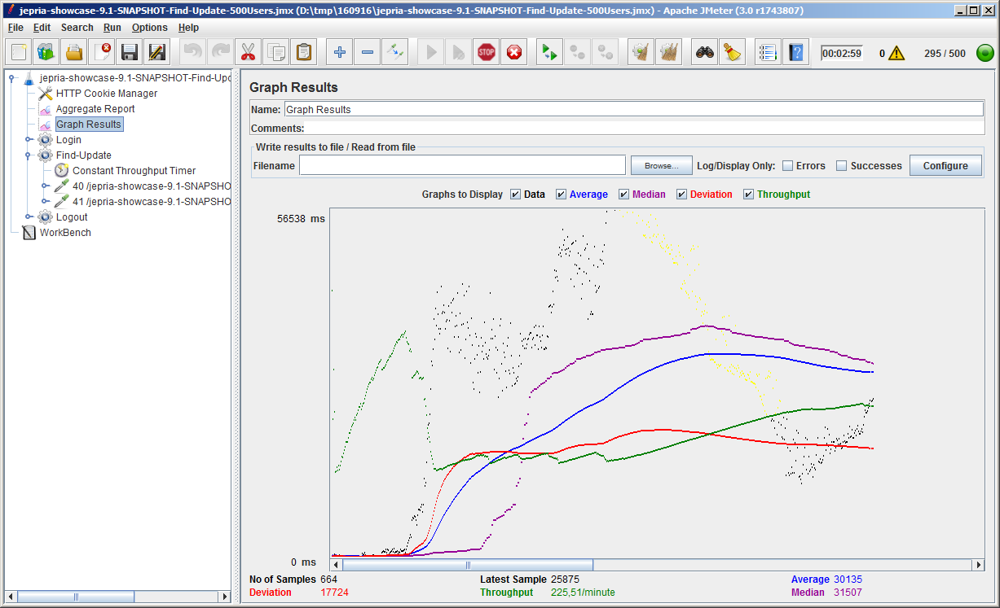 jepria-showcase-9.1-SNAPSHOT-Find-Update-500Users.jmx (D:\tmp\160916\jepria-showcase-9.1-SNAPSHOT-Find-Update-500Users.jmx) - Apache JMeter (3.0 r1743807)
File Edit Search Run Options Help
STOP 00:02:59 0 295 / 500
jepria-showcase-9.1-SNAPSHOT-Find-Upd
HTTP Cookie Manager
Aggregate Report
Graph Results
Login
Find-Update
Constant Throughput Timer
40 /jepria-showcase-9.1-SNAPSHO
41 /jepria-showcase-9.1-SNAPSHO
Logout
WorkBench
Graph Results
Name: Graph Results
Comments:
Write results to file / Read from file
Filename Browse... Log/Display Only: Errors Successes Configure
Graphs to Display Data Average Median Deviation Throughput
56538 ms
0 ms
No of Samples 664 Latest Sample 25875 Average 30135
Deviation 17724 Throughput 225,51/minute Median 31507